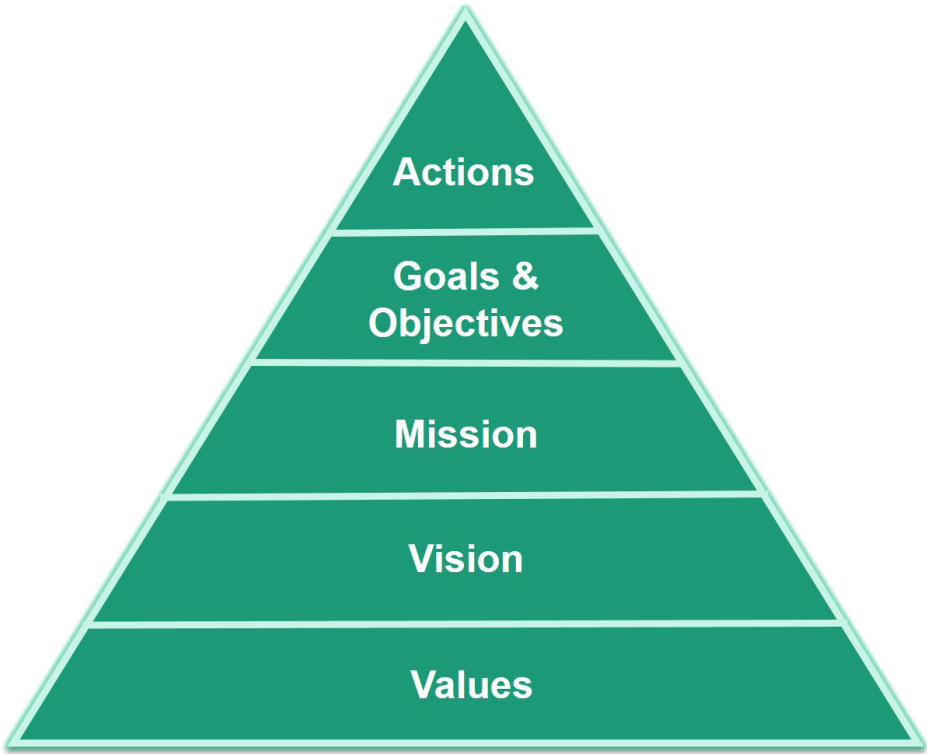 Actions
Goals &
Objectives
Mission
Vision
Values